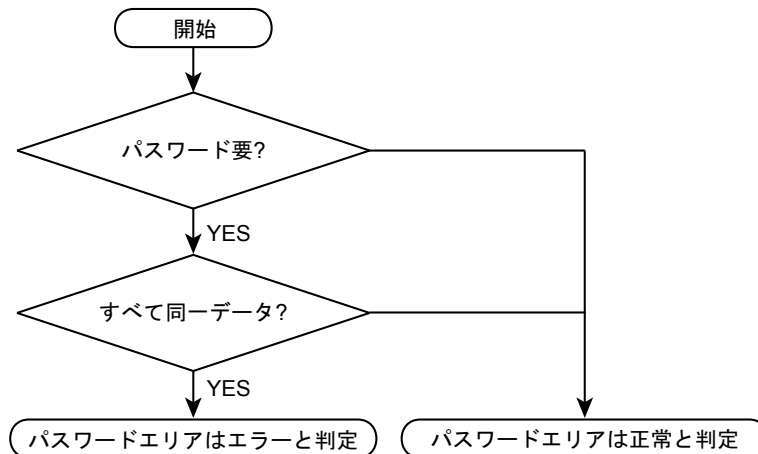 開始
パスワード要?
YES
すべて同一データ?
YES
パスワードエリアはエラーと判定
パスワードエリアは正常と判定